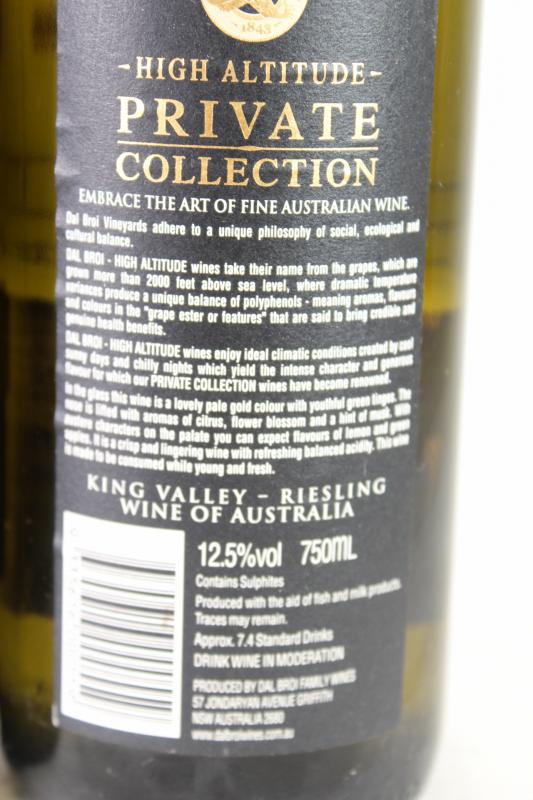 1843
-HIGH ALTITUDE-
PRIVATE
COLLECTION
EMBRACE THE ART OF FINE AUSTRALIAN WINE.
Dal Broi Vineyards adhere to a unique philosophy of social, ecological and
cultural balance.
DAL BROI - HIGH ALTITUDE wines take their name from the grapes, which are
grown more than 2000 feet above sea level, where dramatic temperature
variances produce a unique balance of polyphenols - meaning aromas, flavours
and colours in the "grape ester or features" that are said to bring credible and
genuine health benefits.
DAL BROI - HIGH ALTITUDE wines enjoy ideal climatic conditions created by cool
sunny days and chilly nights which yield the intense character and generous
flavour for which our PRIVATE COLLECTION wines have become renowned.
In the glass this wine is a lovely pale gold colour with youthful green tinges. The
nose is lifted with aromas of citrus, flower blossom and a hint of musk. With
austere characters on the palate you can expect flavours of lemon and green
apples. It is a crisp and lingering wine with refreshing balanced acidity. This wine
is made to be consumed while young and fresh.
KING VALLEY - RIESLING
WINE OF AUSTRALIA
12.5%vol 750ML
Contains Sulphites
Produced with the aid of fish and milk products.
Traces may remain.
Approx. 7.4 Standard Drinks
DRINK WINE IN MODERATION
PRODUCED BY DAL BROI FAMILY WINES
57 JONDARYAN AVENUE GRIFFITH
NSW AUSTRALIA 2680
www.dalbroiwines.com.au